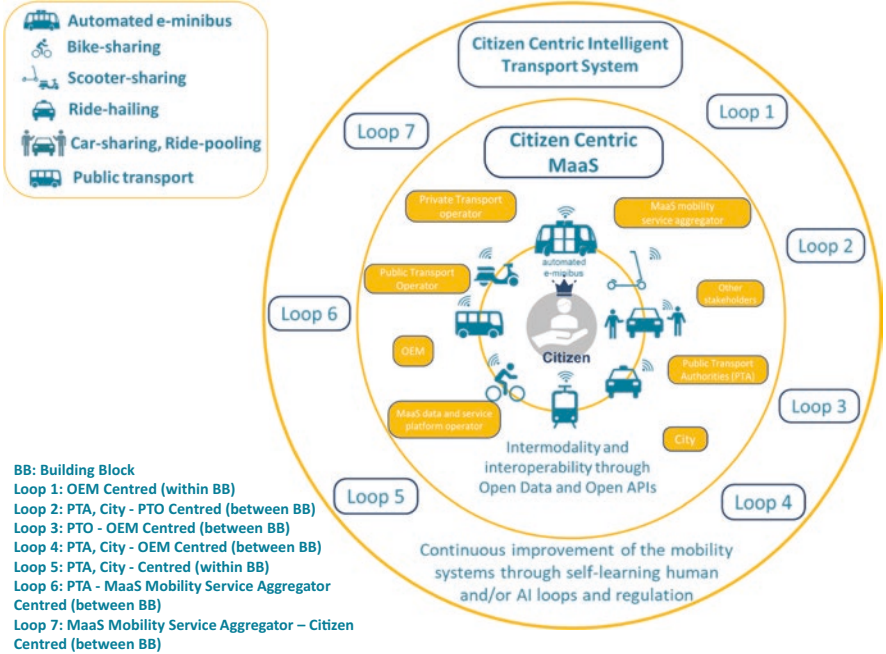 Automated e-minibus
Bike-sharing
Scooter-sharing
Ride-hailing
Car-sharing, Ride-pooling
Public transport
Citizen Centric Intelligent
Transport System
Loop 1
Loop 7
Citizen Centric
MaaS
Private Transport
operator
MaaS mobility
service aggregator
Loop 2
automated
e-minibus
Public Transport
Operator
Other
stakeholders
Loop 6
Citizen
OEM
Public Transport
Authorities (PTA)
Loop 3
MaaS data and service
platform operator
City
Intermodality and
interoperability through
Open Data and Open APIs
Loop 5
Loop 4
Continuous improvement of the mobility
systems through self-learning human
and/or AI loops and regulation
BB: Building Block
Loop 1: OEM Centred (within BB)
Loop 2: PTA, City - PTO Centred (between BB)
Loop 3: PTO - OEM Centred (between BB)
Loop 4: PTA, City - OEM Centred (between BB)
Loop 5: PTA, City - Centred (within BB)
Loop 6: PTA - MaaS Mobility Service Aggregator
Centred (between BB)
Loop 7: MaaS Mobility Service Aggregator – Citizen
Centred (between BB)